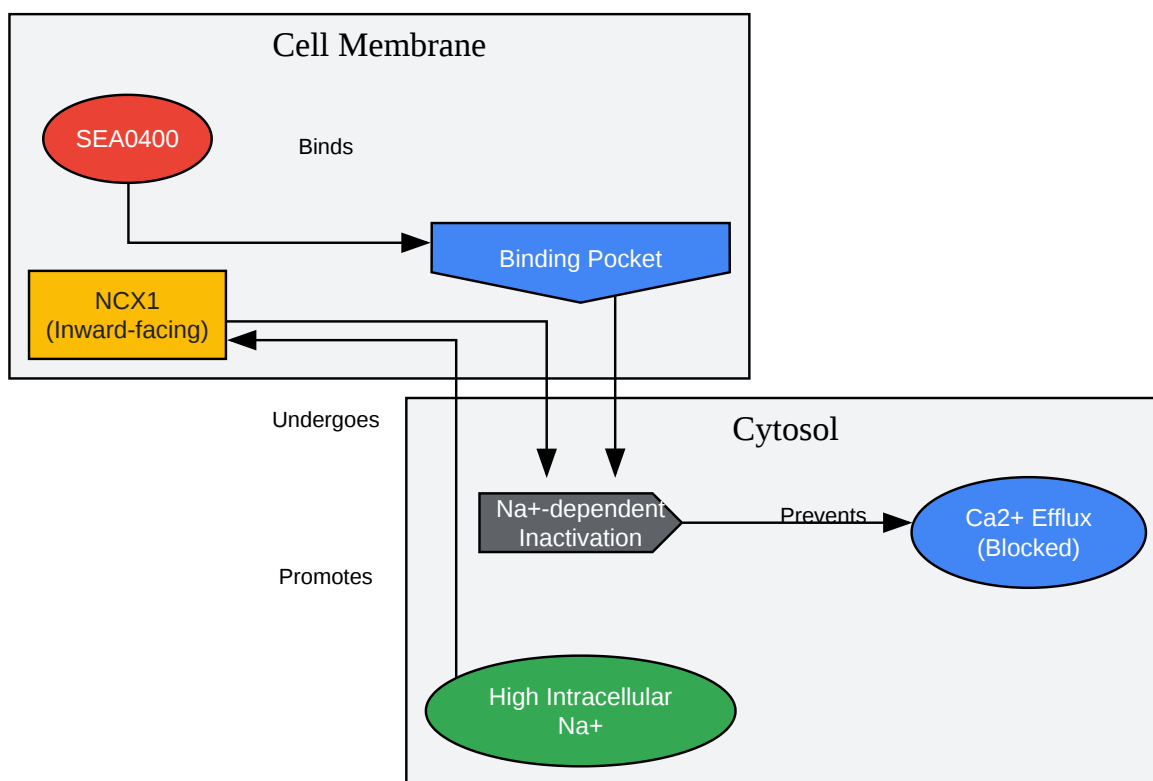 Cell Membrane
SEA0400
Binds
Binding Pocket
NCX1
(Inward-facing)
Undergoes
Cytosol
Na+-dependent
Inactivation
Prevents
Ca2+ Efflux
(Blocked)
Promotes
High Intracellular
Na+